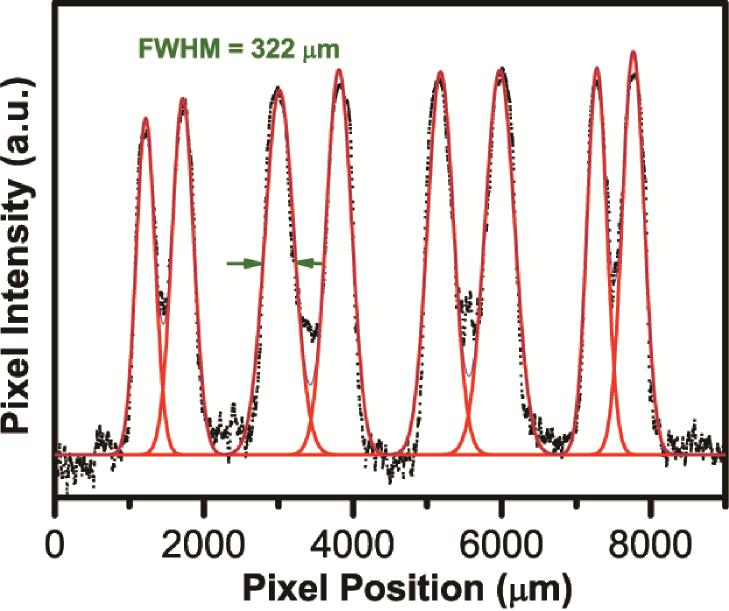 FWHM = 322 μm
Pixel Intensity (a.u.)
0 2000 4000 6000 8000
Pixel Position (μm)